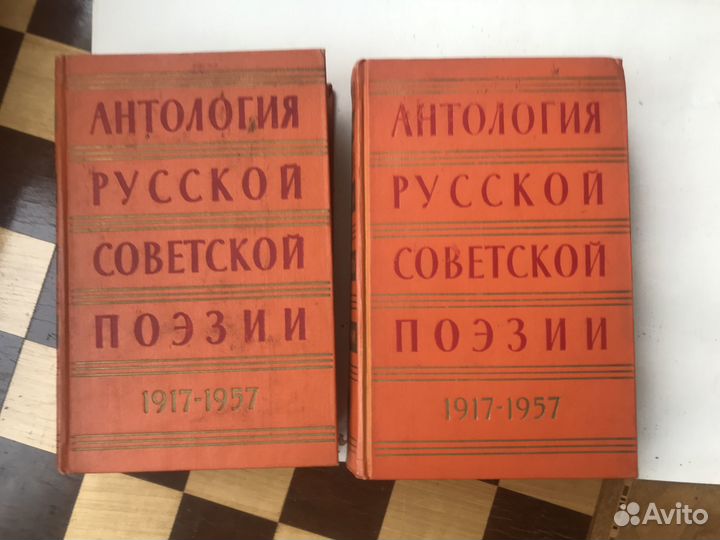 АНТОЛОГИЯ
РУССКОЙ
СОВЕТСКОЙ
ПОЭЗИИ
1917-1957
АНТОЛОГИЯ
РУССКОЙ
СОВЕТСКОЙ
ПОЭЗИИ
1917-1957
Avito